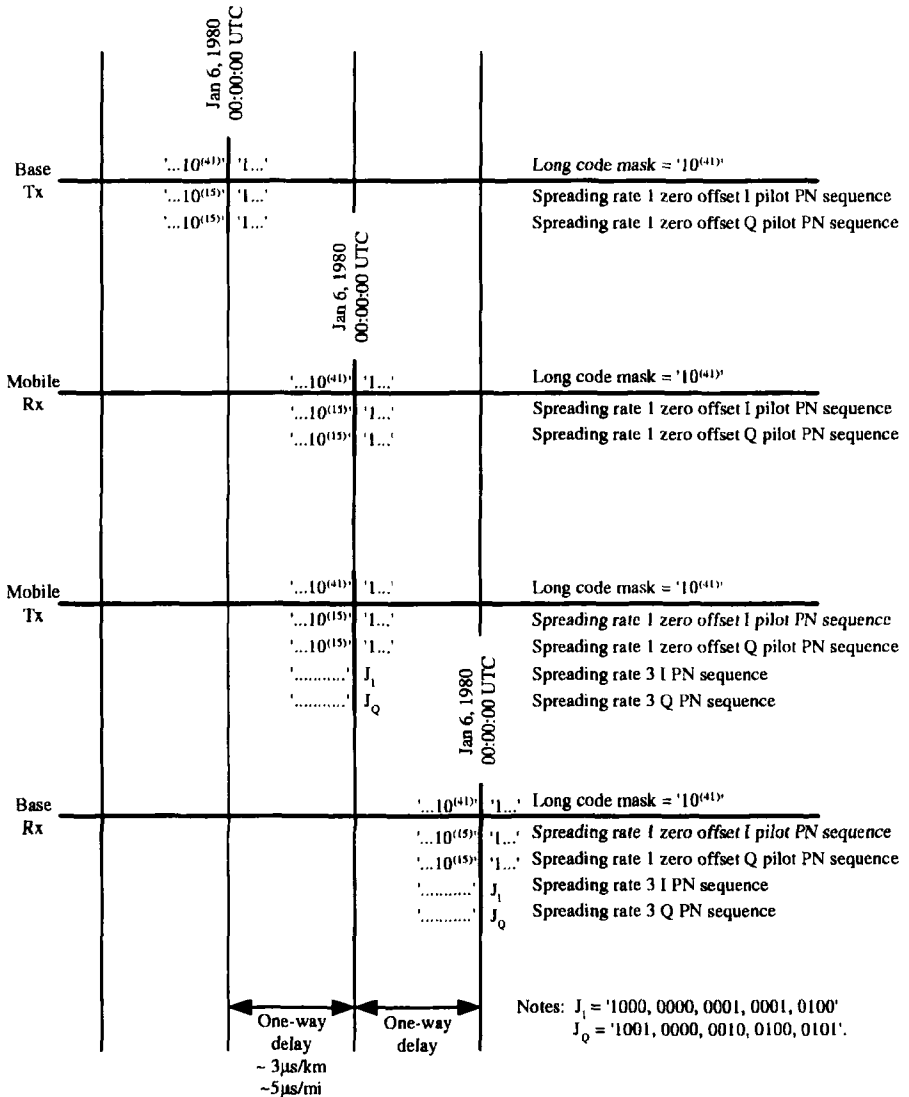 Jan 6, 1980
00:00:00 UTC
Base
Tx
'...10⁽⁴¹⁾' '1...' Long code mask = '10⁽⁴¹⁾'
'...10⁽¹⁵⁾' '1...' Spreading rate 1 zero offset I pilot PN sequence
'...10⁽¹⁵⁾' '1...' Spreading rate 1 zero offset Q pilot PN sequence
Jan 6, 1980
00:00:00 UTC
Mobile
Rx
'...10⁽⁴¹⁾' '1...' Long code mask = '10⁽⁴¹⁾'
'...10⁽¹⁵⁾' '1...' Spreading rate 1 zero offset I pilot PN sequence
'...10⁽¹⁵⁾' '1...' Spreading rate 1 zero offset Q pilot PN sequence
Mobile
Tx
'...10⁽⁴¹⁾' '1...' Long code mask = '10⁽⁴¹⁾'
'...10⁽¹⁵⁾' '1...' Spreading rate 1 zero offset I pilot PN sequence
'...10⁽¹⁵⁾' '1...' Spreading rate 1 zero offset Q pilot PN sequence
'...........' J_I Spreading rate 3 I PN sequence
'...........' J_Q Spreading rate 3 Q PN sequence
Jan 6, 1980
00:00:00 UTC
Base
Rx
'...10⁽⁴¹⁾' '1...' Long code mask = '10⁽⁴¹⁾'
'...10⁽¹⁵⁾' '1...' Spreading rate 1 zero offset I pilot PN sequence
'...10⁽¹⁵⁾' '1...' Spreading rate 1 zero offset Q pilot PN sequence
'...........' J_I Spreading rate 3 I PN sequence
'...........' J_Q Spreading rate 3 Q PN sequence
One-way
delay
~ 3μs/km
~5μs/mi
One-way
delay
Notes: J_I = '1000, 0000, 0001, 0001, 0100'
J_Q = '1001, 0000, 0010, 0100, 0101'.